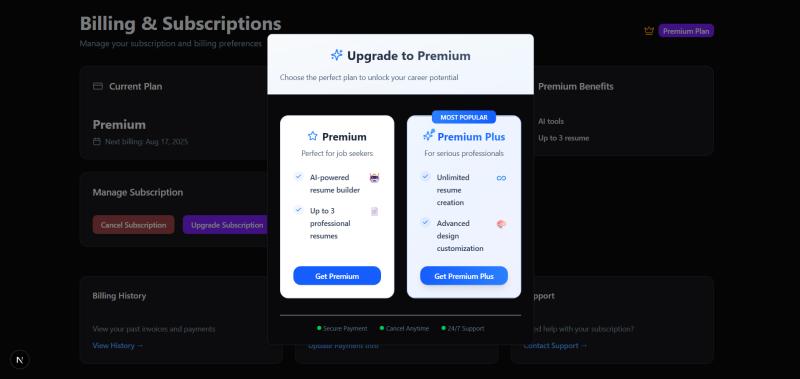 Billing & Subscriptions
Manage your subscription and billing preferences
Premium Plan
Current Plan
Premium
Next billing: Aug 17, 2025
Manage Subscription
Cancel Subscription
Upgrade Subscription
Billing History
View your past invoices and payments
View History →
Upgrade to Premium
Choose the perfect plan to unlock your career potential
Premium
Perfect for job seekers
AI-powered
resume builder
Up to 3
professional
resumes
Get Premium
MOST POPULAR
Premium Plus
For serious professionals
Unlimited
resume
creation
Advanced
design
customization
Get Premium Plus
Secure Payment
Cancel Anytime
24/7 Support
Update Payment Info
Premium Benefits
AI tools
Up to 3 resume
pport
ed help with your subscription?
Contact Support →
N